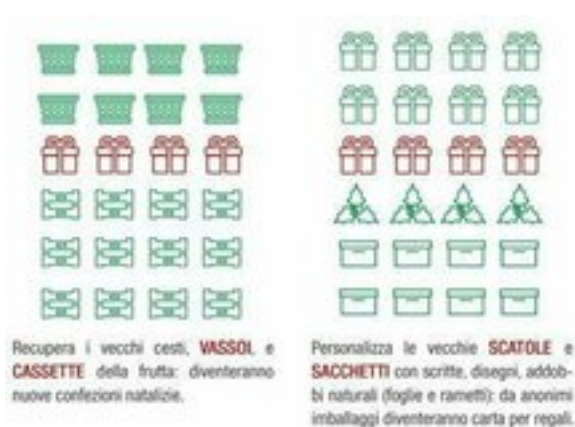 Recupera i vecchi cesti, VASSOI, e
CASSETTE della frutta: diventeranno
nuove confezioni natalizie.
Personalizza le vecchie SCATOLE e
SACCHETTI con scritte, disegni, addob-
bi naturali (foglie e rametti): da anonimi
imballaggi diventeranno carta per regali.